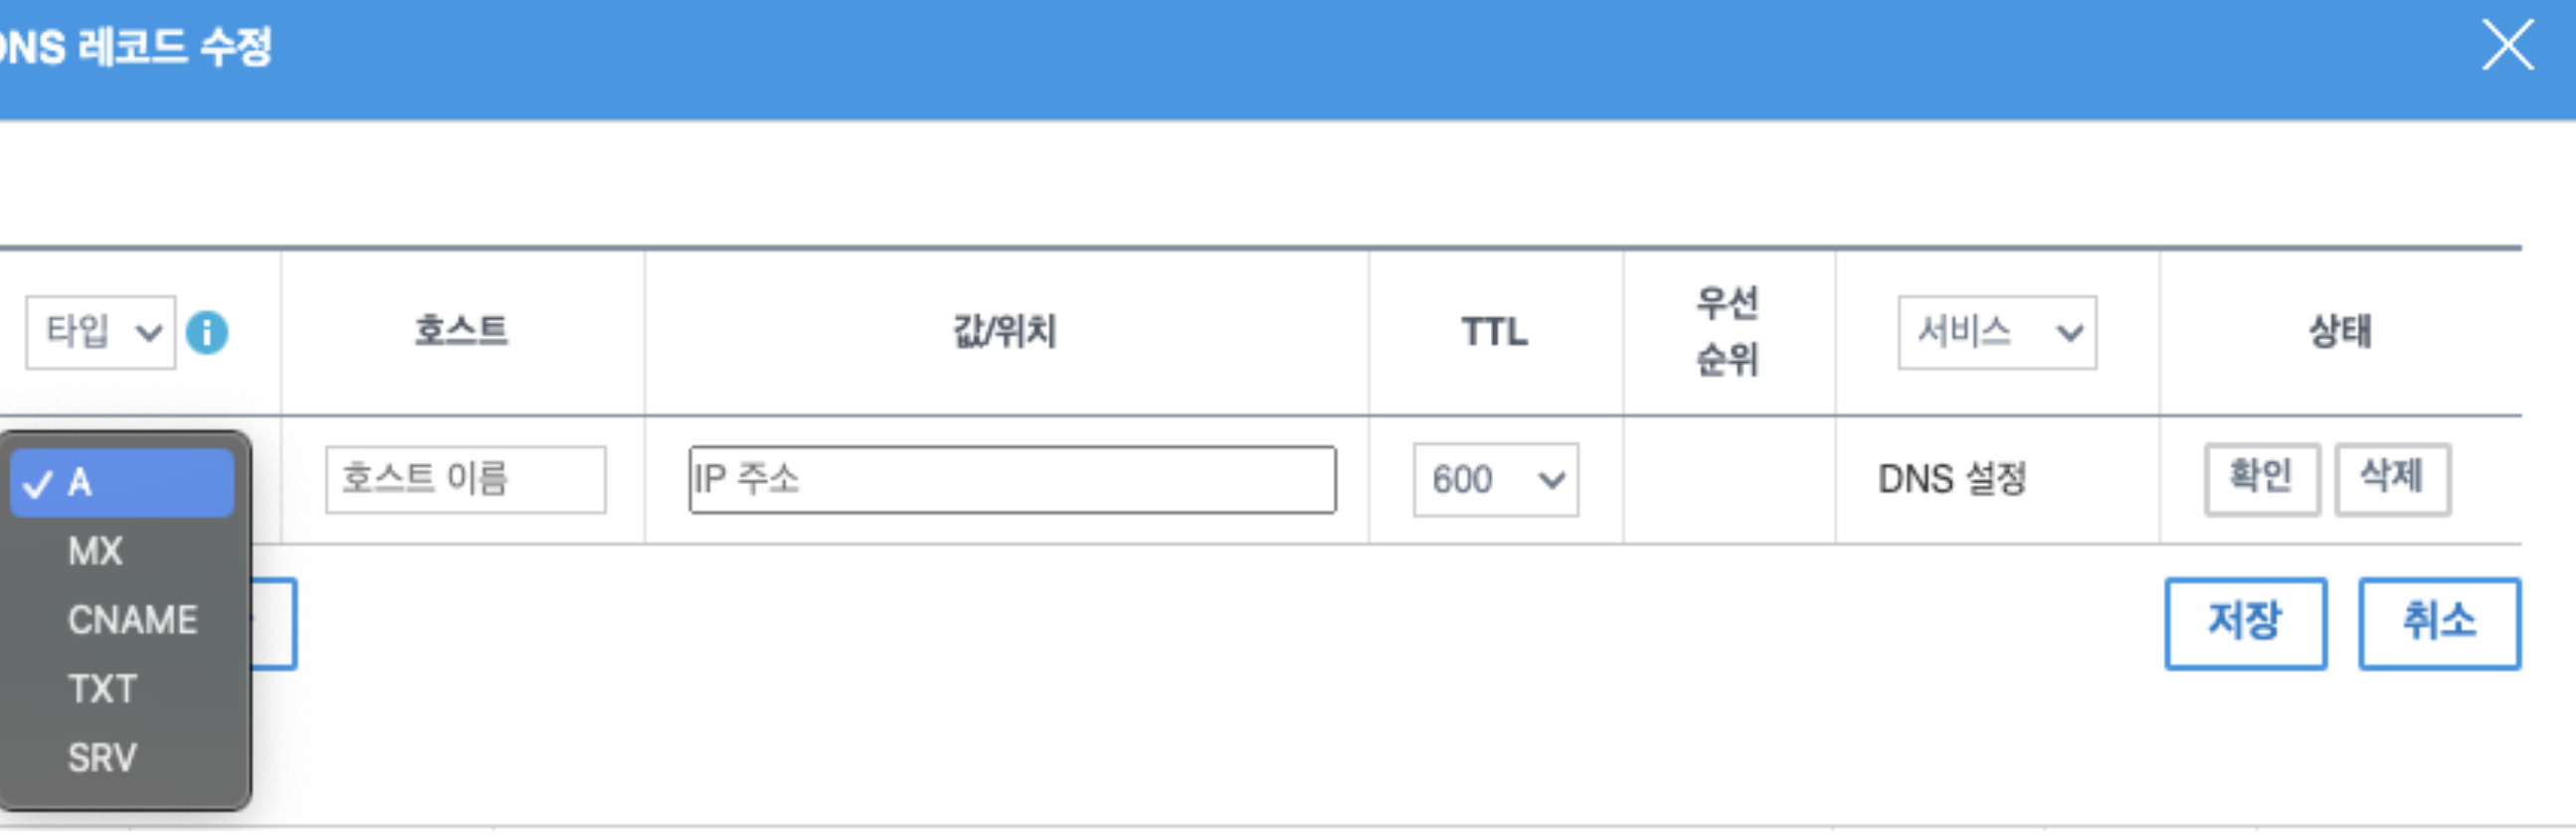 DNS 레코드 수정
타입 호스트 값/위치 TTL 우선 순위 서비스 상태
A 호스트 이름 IP 주소 600 DNS 설정 확인 삭제
MX
CNAME
TXT
SRV
저장 취소